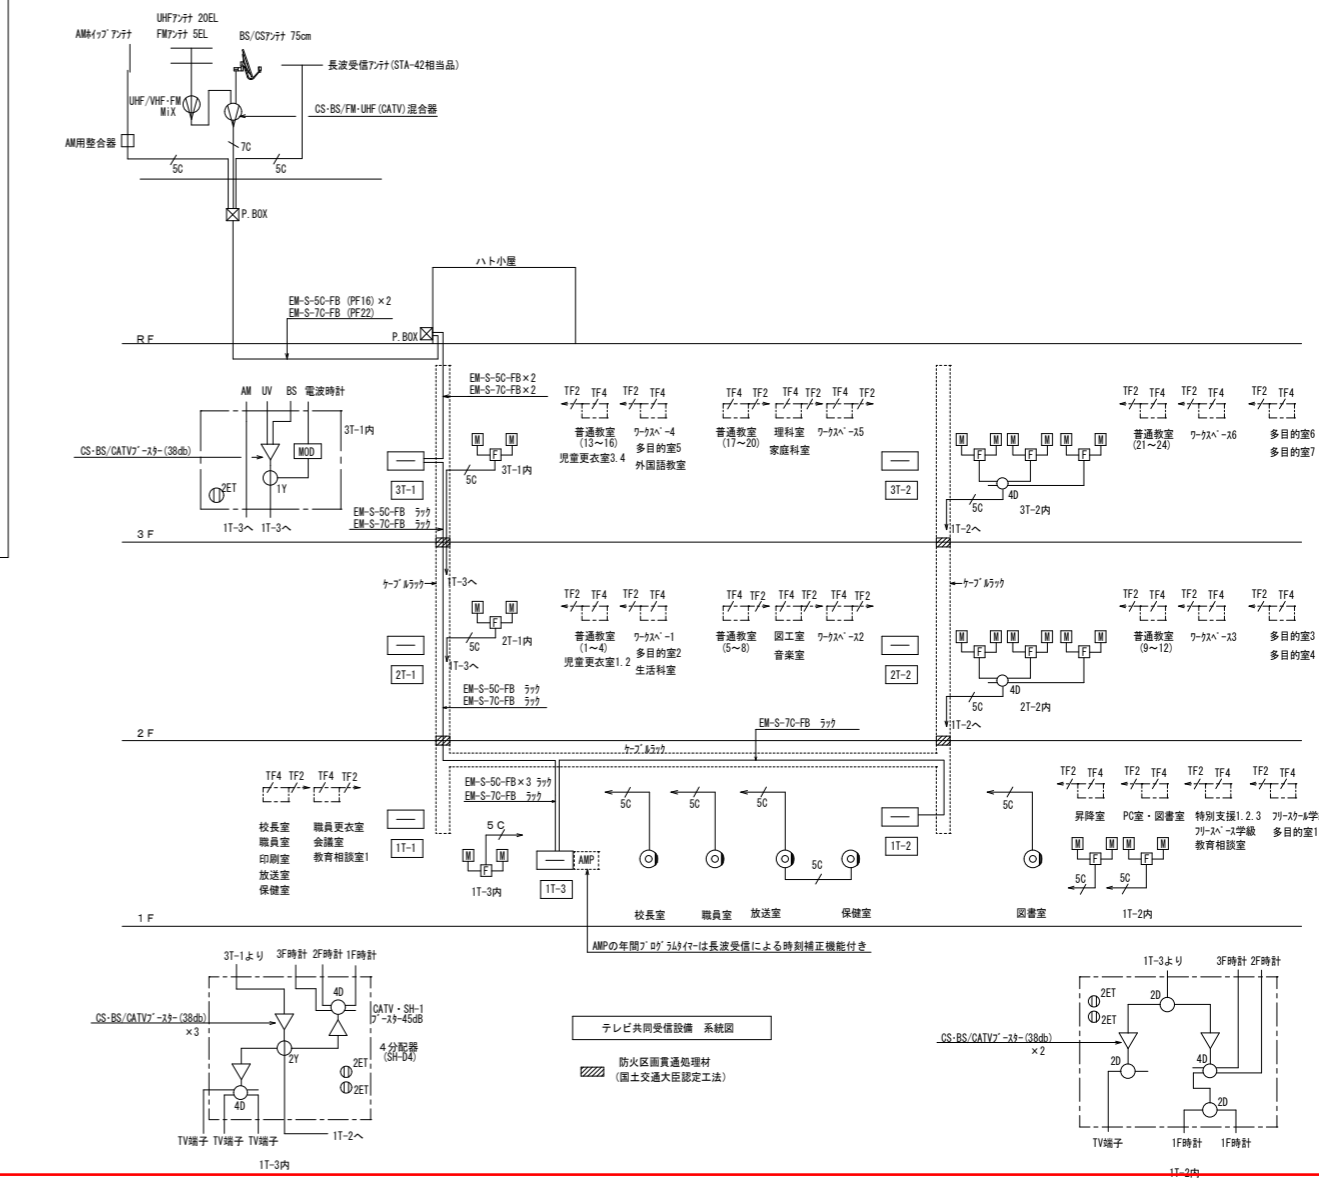 UHFアンテナ 20EL
AMホイップアンテナ
FMアンテナ 5EL
BS/CSアンテナ 75cm
長波受信アンテナ(STA-42相当品)
UHF/VHF-FM
MiX
CS-BS/FM-UHF(CATV)混合器
AM用整合器
7C
5C
5C
P.BOX
ハト小屋
EM-S-5C-FB (PF16)×2
EM-S-7C-FB (PF22)
P.BOX
RF
AM UV BS 電波時計
3T-1内
CS-BS/CATVブースター(38db)
MOD
2ET
1Y
1T-3へ 1T-3へ
EM-S-5C-FB×2
EM-S-7C-FB×2
M M
F
5C
3T-1内
3T-1
EM-S-5C-FB ラック
EM-S-7C-FB ラック
TF2 TF4 TF2 TF4
普通教室
(13~16)
児童更衣室3.4
ワークスペース-4
多目的室5
外国語教室
TF4 TF2 TF4 TF2 TF4 TF2
普通教室
(17~20)
理科室
家庭科室
ワークスペース5
3T-2
M M M M M M
F F F
4D
5C
3T-2内
1T-2へ
TF2 TF4 TF2 TF4 TF2 TF4
普通教室
(21~24)
ワークスペース6
多目的室6
多目的室7
3F
ケーブルラック
1T-3へ
ケーブルラック
M M
F
5C
2T-1内
1T-3へ
2T-1
EM-S-5C-FB ラック
EM-S-7C-FB ラック
TF2 TF4 TF2 TF4
普通教室
(1~4)
児童更衣室1.2
ワークスペース-1
多目的室2
生活科室
TF4 TF2 TF4 TF2 TF4 TF2
普通教室
(5~8)
図工室
音楽室
ワークスペース2
2T-2
M M M M M M
F F F
4D
5C
2T-2内
1T-2へ
TF2 TF4 TF2 TF4 TF2 TF4
普通教室
(9~12)
ワークスペース3
多目的室3
多目的室4
EM-S-7C-FB ラック
2F
ケーブルラック
TF4 TF2 TF4 TF2
校長室
職員室
印刷室
放送室
保健室
職員更衣室
会議室
教育相談室1
1T-1
EM-S-5C-FB×3 ラック
EM-S-7C-FB ラック
5C
M M
F
1T-3内
AMP
1T-3
5C
5C
5C
5C
校長室
職員室
放送室
保健室
1T-2
5C
図書室
TF2 TF4 TF2 TF4 TF2 TF4 TF2 TF4
昇降室
PC室・図書室
特別支援1.2.3
フリースペース学級
教育相談室
フリースクール学
多目的室1
M M M M
F F
5C 5C
1T-2内
1F
AMPの年間プログラムタイマーは長波受信による時刻補正機能付き
3T-1より 3F時計 2F時計 1F時計
4D
CATV・SH-1
ブースター45dB
CS-BS/CATVブースター(38db)
×3
2Y
4分配器
(SH-D4)
2ET
2ET
4D
TV端子 TV端子 TV端子
1T-2へ
1T-3内
テレビ共同受信設備 系統図
防火区画貫通処理材
(国土交通大臣認定工法)
1T-3より 3F時計 2F時計
2ET
2ET
2D
CS-BS/CATVブースター(38db)
×2
2D
4D
2D
TV端子 1F時計 1F時計
1T-2内